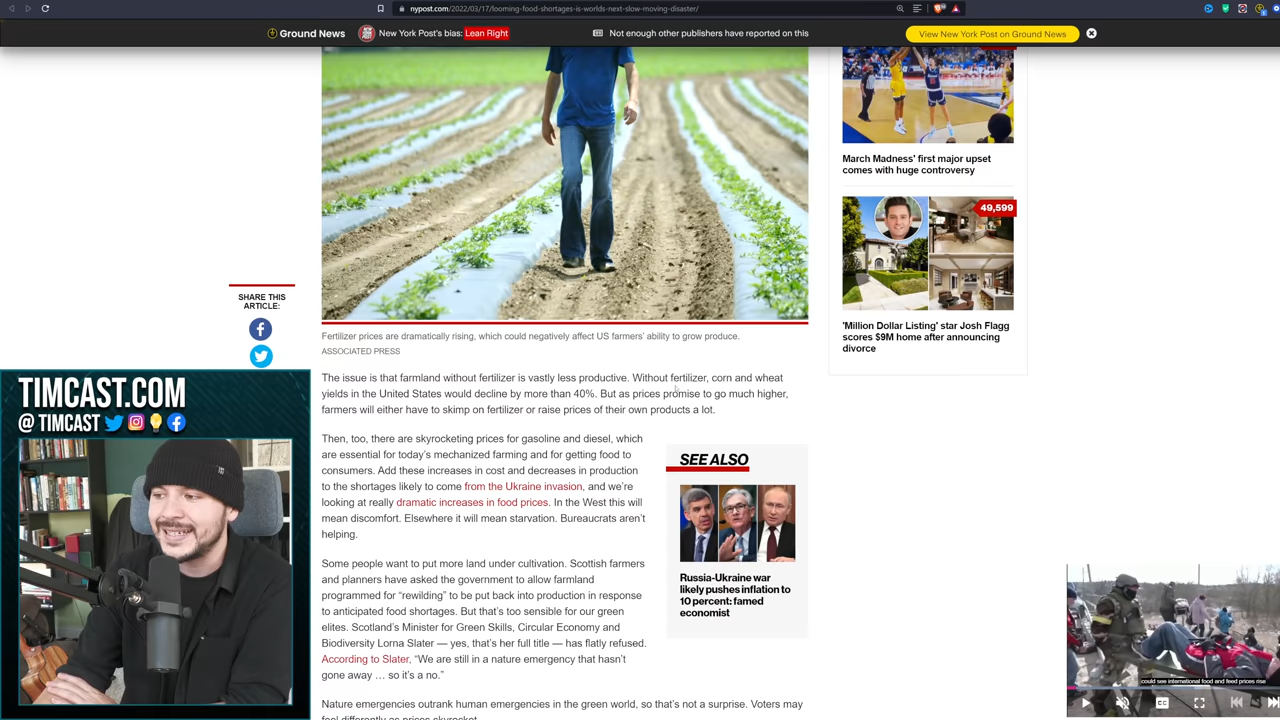 nypost.com/2022/03/17/looming-food-shortages-is-worlds-next-slow-moving-disaster/
Ground News
New York Post's bias: Lean Right
Not enough other publishers have reported on this
View New York Post on Ground News
March Madness' first major upset
comes with huge controversy
49,599
'Million Dollar Listing' star Josh Flagg
scores $9M home after announcing
divorce
SHARE THIS
ARTICLE:
Fertilizer prices are dramatically rising, which could negatively affect US farmers' ability to grow produce.
ASSOCIATED PRESS
The issue is that farmland without fertilizer is vastly less productive. Without fertilizer, corn and wheat
yields in the United States would decline by more than 40%. But as prices promise to go much higher,
farmers will either have to skimp on fertilizer or raise prices of their own products a lot.
Then, too, there are skyrocketing prices for gasoline and diesel, which
are essential for today's mechanized farming and for getting food to
consumers. Add these increases in cost and decreases in production
to the shortages likely to come from the Ukraine invasion, and we're
looking at really dramatic increases in food prices. In the West this will
mean discomfort. Elsewhere it will mean starvation. Bureaucrats aren't
helping.
SEE ALSO
Russia-Ukraine war
likely pushes inflation to
10 percent: famed
economist
Some people want to put more land under cultivation. Scottish farmers
and planners have asked the government to allow farmland
programmed for "rewilding" to be put back into production in response
to anticipated food shortages. But that's too sensible for our green
elites. Scotland's Minister for Green Skills, Circular Economy and
Biodiversity Lorna Slater — yes, that's her full title — has flatly refused.
According to Slater, "We are still in a nature emergency that hasn't
gone away … so it's a no."
Nature emergencies outrank human emergencies in the green world, so that's not a surprise. Voters may
feel differently as prices skyrocket.
TIMCAST.COM
@ TIMCAST
could see international food and feed prices rise